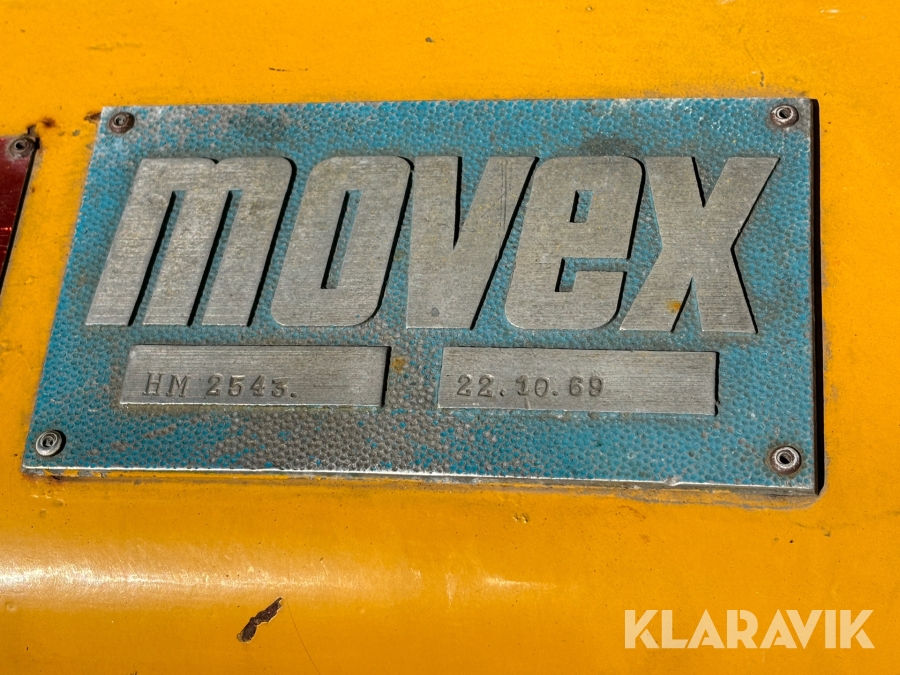 movex
HM 2543. 22.10.69
KLARAVIK